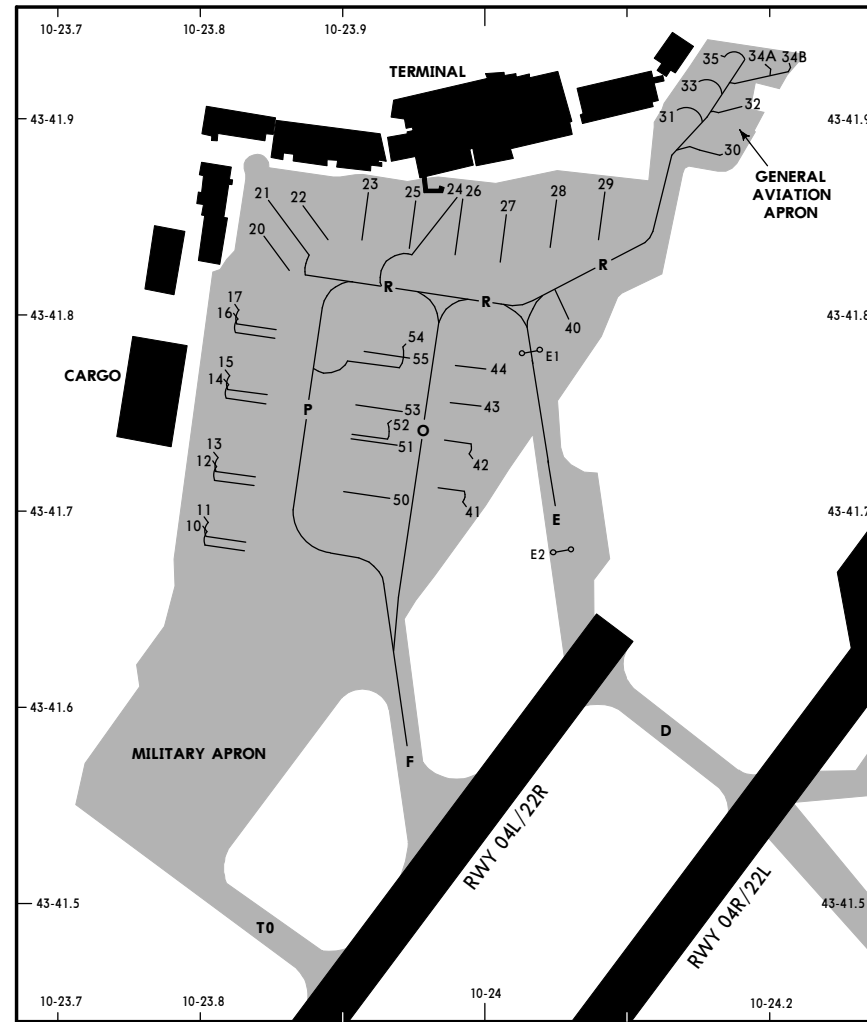 10-23.7
10-23.8
10-23.9
43-41.9
43-41.9
TERMINAL
35
34A
34B
33
32
31
30
GENERAL
AVIATION
APRON
23
24
26
22
21
25
27
28
29
20
R
R
R
43-41.8
43-41.8
17
16
40
54
55
E1
CARGO
15
14
44
P
53
52
O
51
43
42
13
12
50
41
43-41.7
43-41.7
11
10
E
E2
43-41.6
MILITARY APRON
F
D
RWY 04L/22R
RWY 04R/22L
43-41.5
43-41.5
T0
10-23.7
10-23.8
10-24
10-24.2